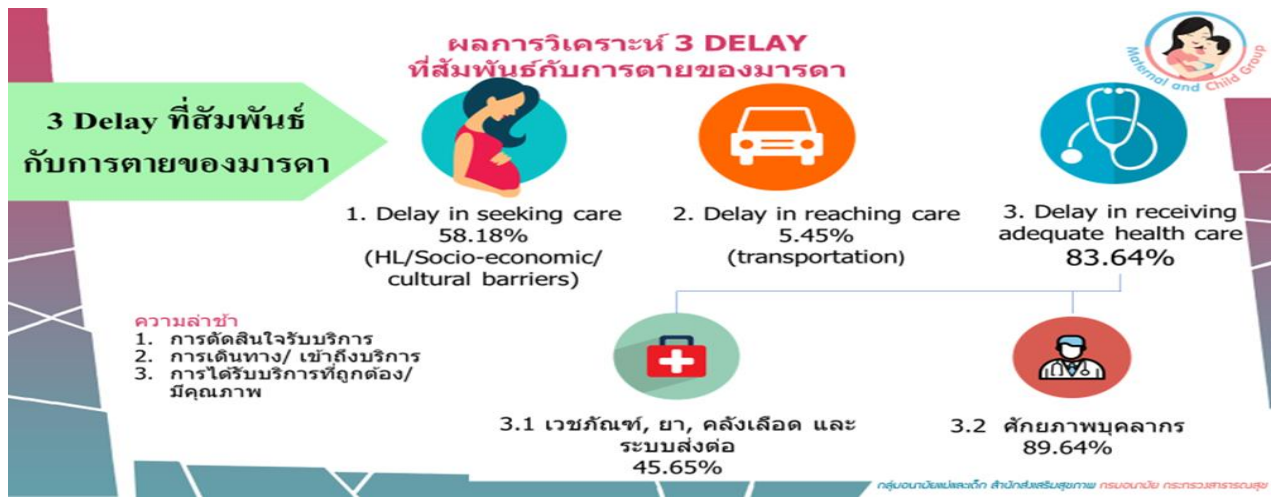 ผลการวิเคราะห์ 3 DELAY
ที่สัมพันธ์กับการตายของมารดา
Maternal and Child Group
3 Delay ที่สัมพันธ์
กับการตายของมารดา
1. Delay in seeking care
58.18%
(HL/Socio-economic/
cultural barriers)
2. Delay in reaching care
5.45%
(transportation)
3. Delay in receiving
adequate health care
83.64%
ความล่าช้า
1. การตัดสินใจรับบริการ
2. การเดินทาง/ เข้าถึงบริการ
3. การได้รับบริการที่ถูกต้อง/
มีคุณภาพ
3.1 เวชภัณฑ์, ยา, คลังเลือด และ
ระบบส่งต่อ
45.65%
3.2 ศักยภาพบุคลากร
89.64%
กลุ่มอนามัยแม่และเด็ก สำนักส่งเสริมสุขภาพ กรมอนามัย กระทรวงสาธารณสุข